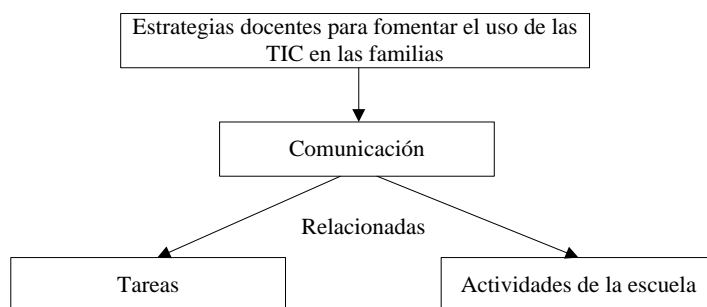 Estrategias docentes para fomentar el uso de las
TIC en las familias
Comunicación
Relacionadas
Tareas
Actividades de la escuela